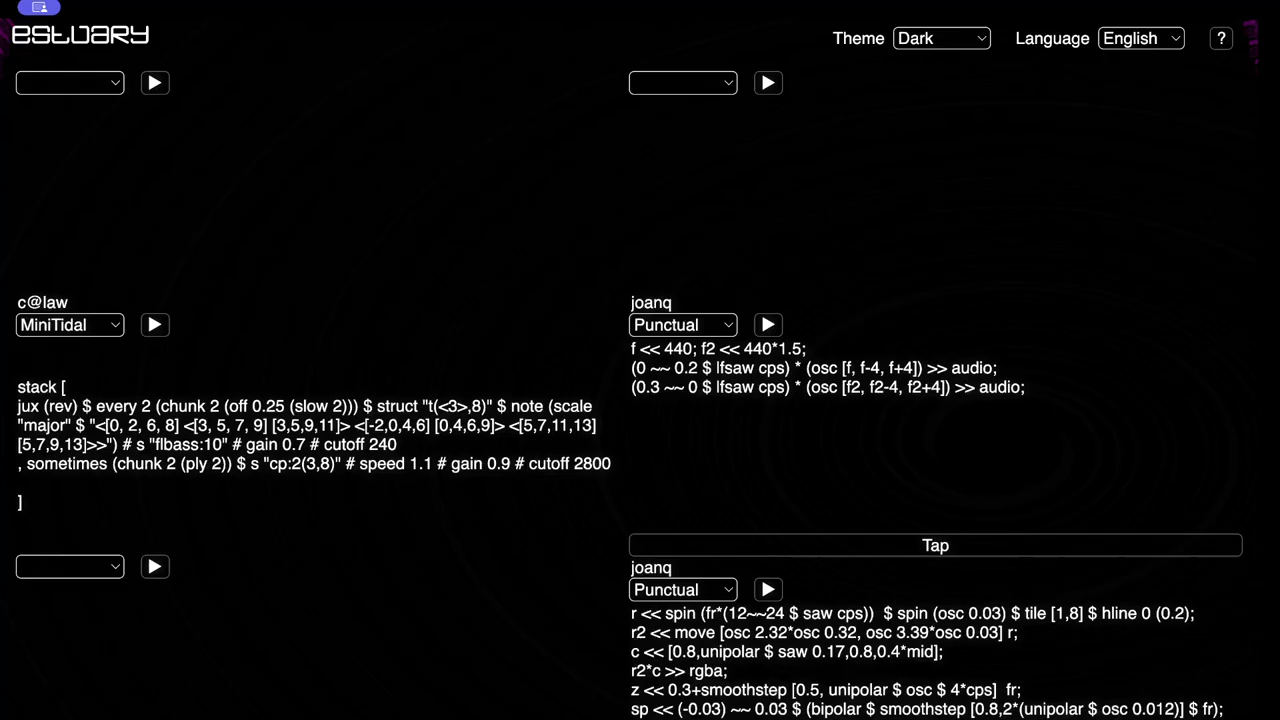 estuary
Theme Dark Language English ?
c@law
MiniTidal
stack [
jux (rev) $ every 2 (chunk 2 (off 0.25 (slow 2))) $ struct "t(<3>,8)" $ note (scale
"major" $ "<[0, 2, 6, 8] <[3, 5, 7, 9] [3,5,9,11]> <[-2,0,4,6] [0,4,6,9]> <[5,7,11,13]
[5,7,9,13]>>") # s "flbass:10" # gain 0.7 # cutoff 240
, sometimes (chunk 2 (ply 2)) $ s "cp:2(3,8)" # speed 1.1 # gain 0.9 # cutoff 2800
]
joanq
Punctual
f << 440; f2 << 440*1.5;
(0 ~~ 0.2 $ lfsaw cps) * (osc [f, f-4, f+4]) >> audio;
(0.3 ~~ 0 $ lfsaw cps) * (osc [f2, f2-4, f2+4]) >> audio;
Tap
joanq
Punctual
r << spin (fr*(12~~24 $ saw cps))  $ spin (osc 0.03) $ tile [1,8] $ hline 0 (0.2);
r2 << move [osc 2.32*osc 0.32, osc 3.39*osc 0.03] r;
c << [0.8,unipolar $ saw 0.17,0.8,0.4*mid];
r2*c >> rgba;
z << 0.3+smoothstep [0.5, unipolar $ osc $ 4*cps]  fr;
sp << (-0.03) ~~ 0.03 $ (bipolar $ smoothstep [0.8,2*(unipolar $ osc 0.012)] $ fr);